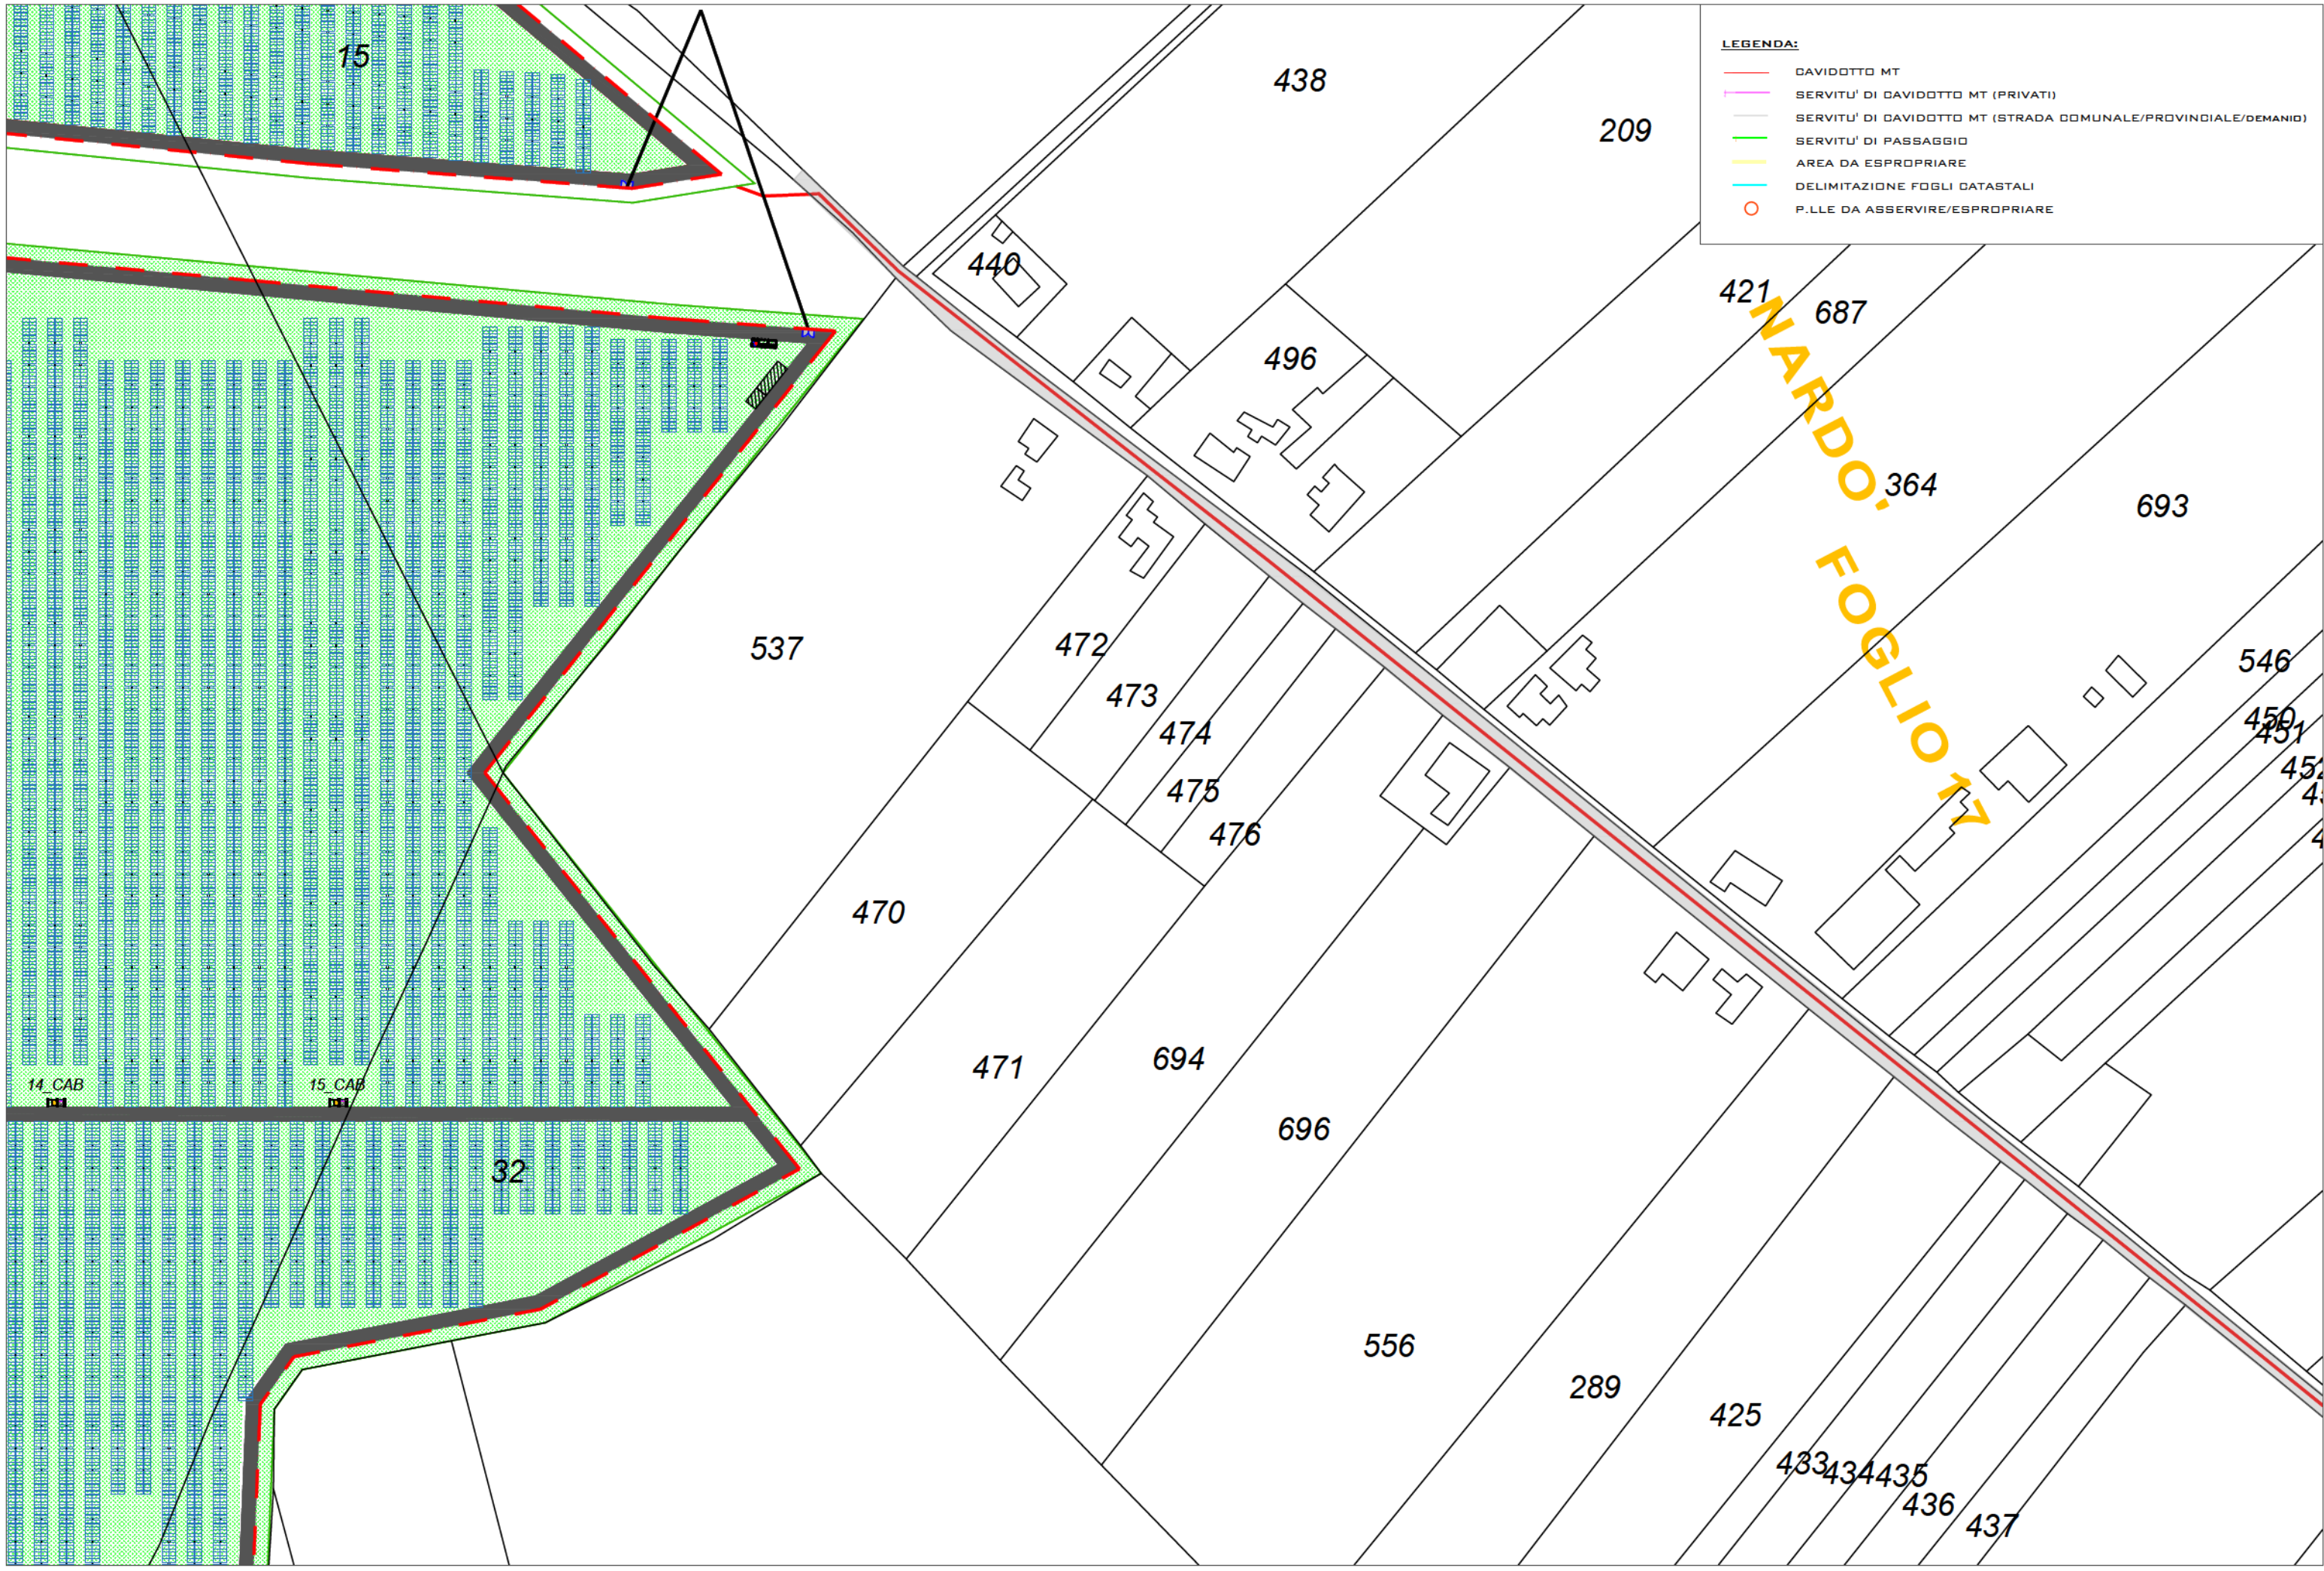 15
438
209
LEGENDA:
CAVIDOTTO MT
SERVITU' DI CAVIDOTTO MT (PRIVATI)
SERVITU' DI CAVIDOTTO MT (STRADA COMUNALE/PROVINCIALE/DEMANIO)
SERVITU' DI PASSAGGIO
AREA DA ESPROPRIARE
DELIMITAZIONE FOGLI CATASTALI
P.LLE DA ASSERVIRE/ESPROPRIARE
440
421
687
496
NARDO' FOGLIO 17
364
693
537
472
473
474
475
476
546
450
451
470
471
694
696
14_CAB
15_CAB
32
556
289
425
433
434
435
436
437